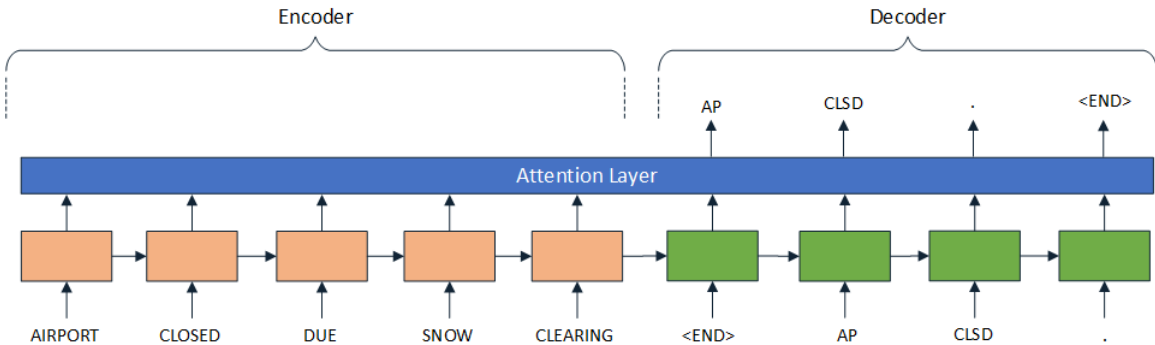 Encoder Decoder
AP CLSD . <END>
Attention Layer
AIRPORT CLOSED DUE SNOW CLEARING <END> AP CLSD .